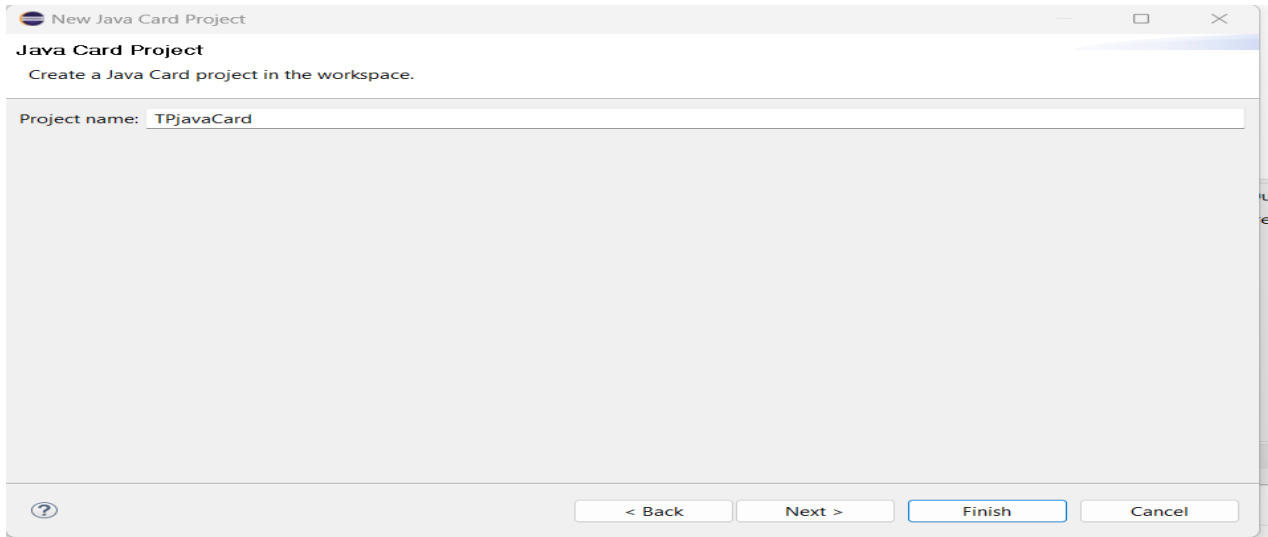 New Java Card Project
Java Card Project
Create a Java Card project in the workspace.
Project name: TPjavaCard
? < Back Next > Finish Cancel